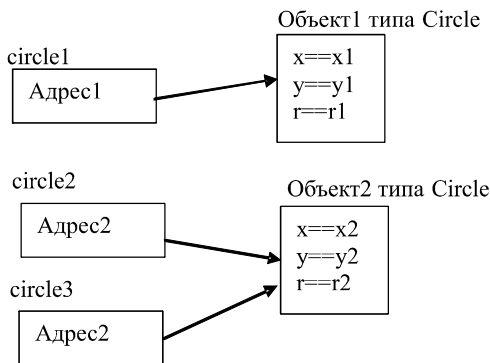 Объект1 типа Circle
circle1
x==x1
Адрес1
y==y1
r==r1
circle2
Объект2 типа Circle
Адрес2
x==x2
y==y2
r==r2
circle3
Адрес2